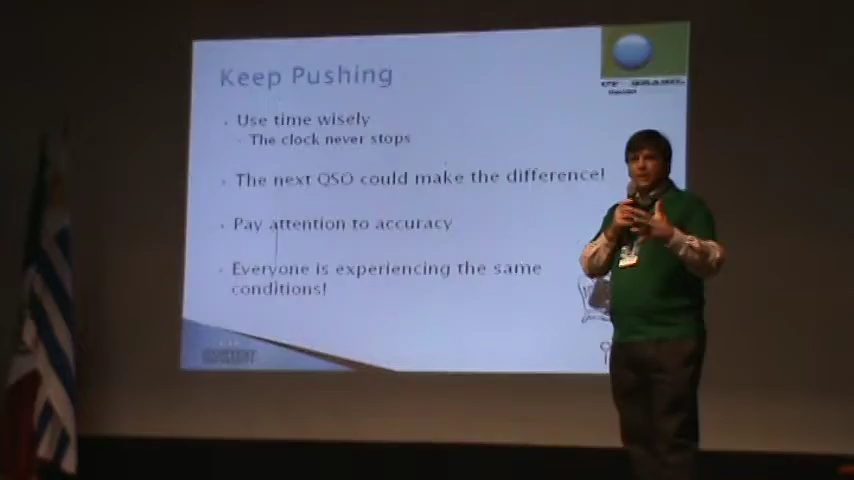 Keep Pushing
Use time wisely
The clock never stops
The next QSO could make the difference!
Pay attention to accuracy
Everyone is experiencing the same
conditions!